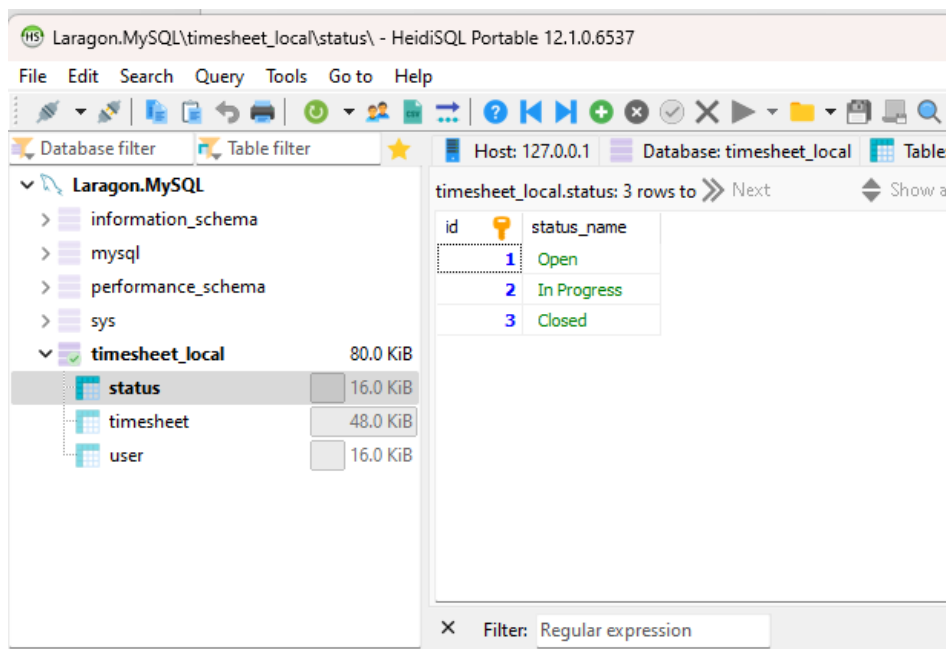 HS Laragon.MySQL\timesheet_local\status\ - HeidiSQL Portable 12.1.0.6537
File Edit Search Query Tools Go to Help
CSV
Database filter Table filter
Host: 127.0.0.1 Database: timesheet_local Table:
Laragon.MySQL
information_schema
mysql
performance_schema
sys
timesheet_local 80.0 KiB
status 16.0 KiB
timesheet 48.0 KiB
user 16.0 KiB
timesheet_local.status: 3 rows to Next Show a
id status_name
1 Open
2 In Progress
3 Closed
Filter: Regular expression